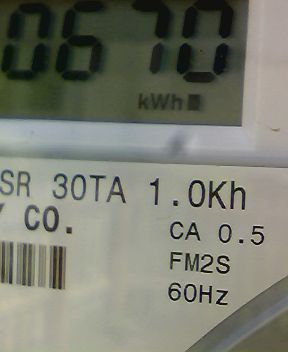 0670
kWh
SR 30TA 1.0Kh
CO.
CA 0.5
FM2S
60Hz